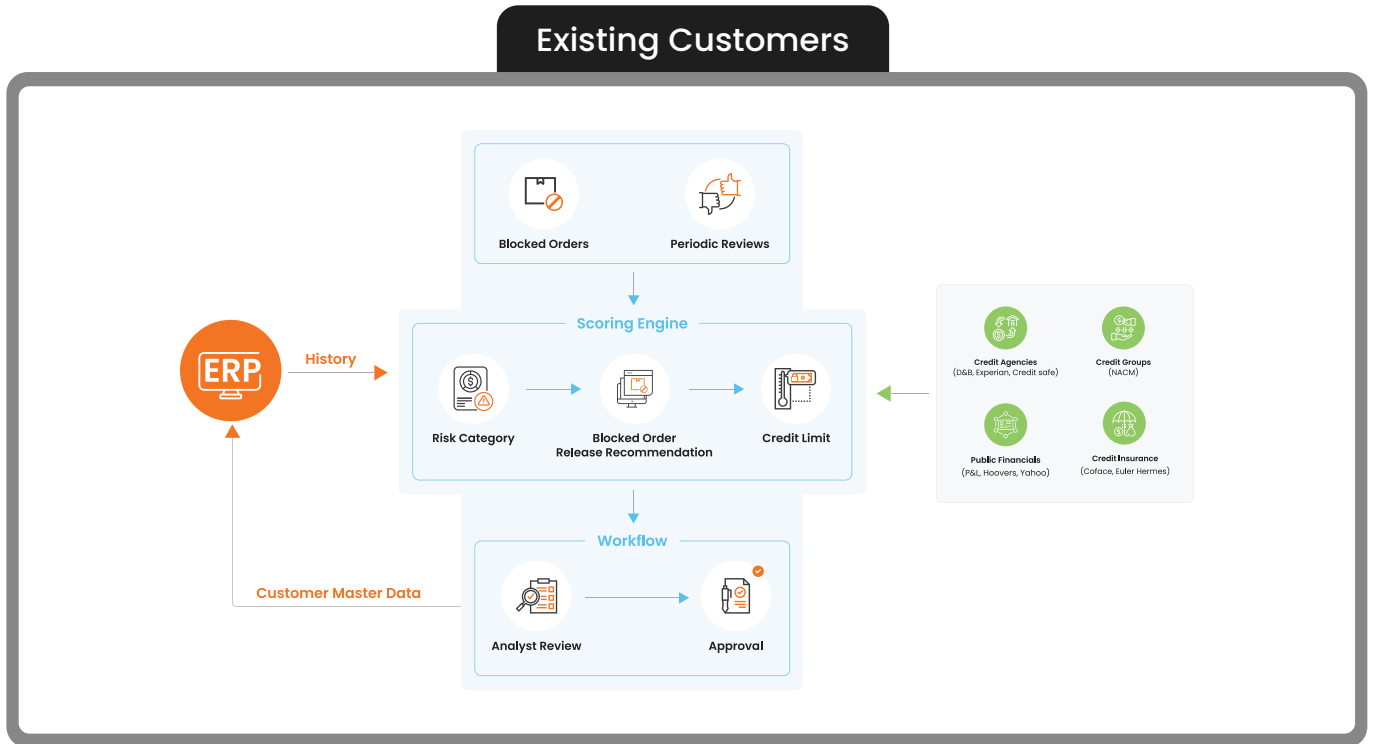 Existing Customers
Blocked Orders
Periodic Reviews
Scoring Engine
ERP
History
Risk Category
Blocked Order
Release Recommendation
Credit Limit
Credit Agencies
(D&B, Experian, Credit safe)
Credit Groups
(NACM)
Public Financials
(P&L, Hoovers, Yahoo)
Credit Insurance
(Coface, Euler Hermes)
Workflow
Customer Master Data
Analyst Review
Approval